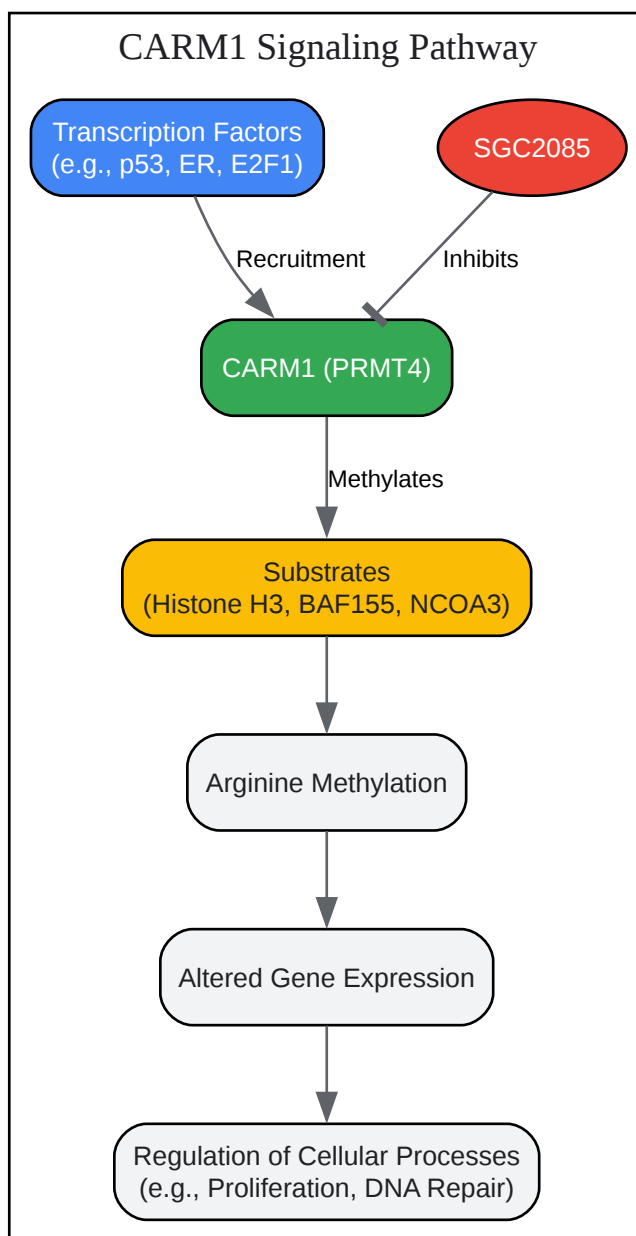 CARM1 Signaling Pathway
Transcription Factors
(e.g., p53, ER, E2F1)
SGC2085
Recruitment
Inhibits
CARM1 (PRMT4)
Methylates
Substrates
(Histone H3, BAF155, NCOA3)
Arginine Methylation
Altered Gene Expression
Regulation of Cellular Processes
(e.g., Proliferation, DNA Repair)